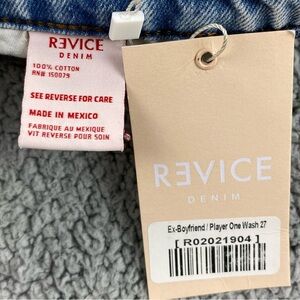 REVICE
DENIM
100% COTTON
RN# 150079
SEE REVERSE FOR CARE
MADE IN MEXICO
FABRIQUE AU MEXIQUE
VIT REVERSE POUR SOIN
REVICE
DENIM
Ex-Boyfriend / Player One Wash 27
[ R02021904 ]